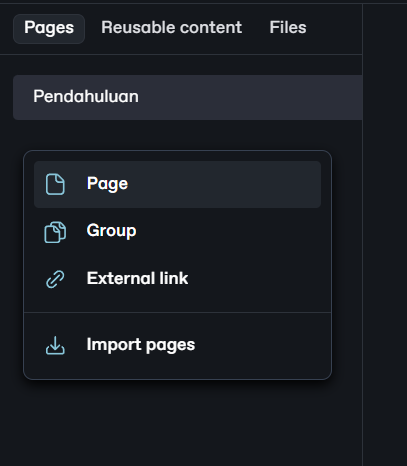 Pages Reusable content Files
Pendahuluan
Page
Group
External link
Import pages